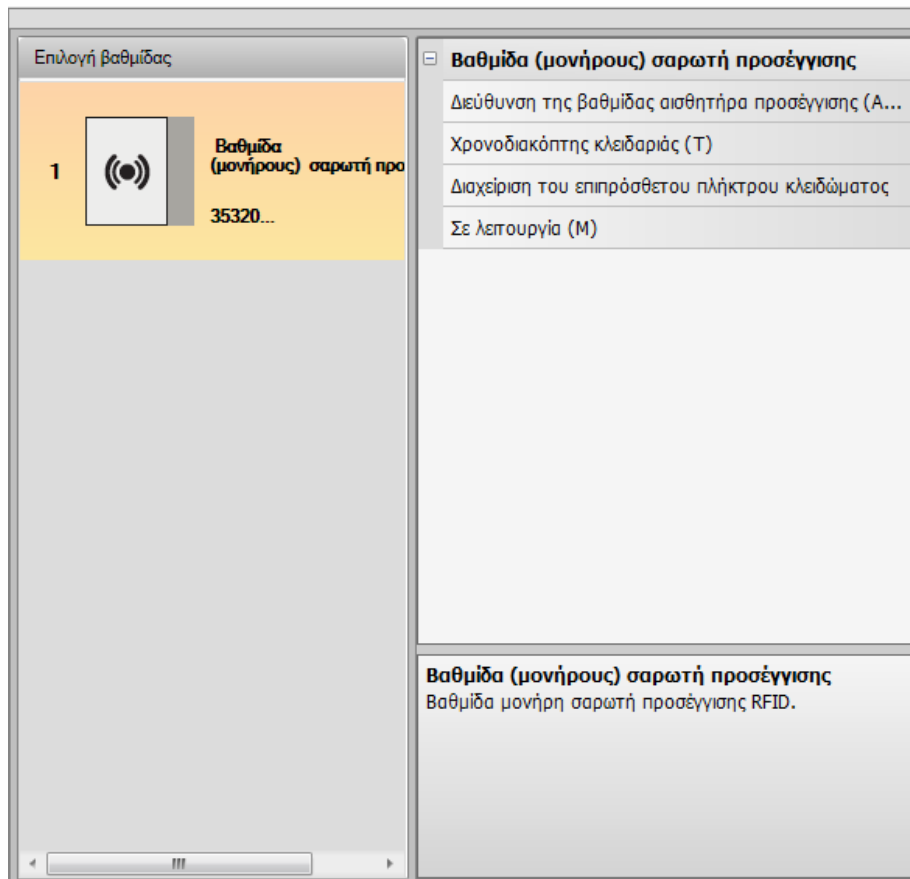 Επιλογή βαθμίδας
1
Βαθμίδα
(μονήρους) σαρωτή προ
35320...
Βαθμίδα (μονήρους) σαρωτή προσέγγισης
Διεύθυνση της βαθμίδας αισθητήρα προσέγγισης (Α...
Χρονοδιακόπτης κλειδαριάς (Τ)
Διαχείριση του επιπρόσθετου πλήκτρου κλειδώματος
Σε λειτουργία (Μ)
Βαθμίδα (μονήρους) σαρωτή προσέγγισης
Βαθμίδα μονήρη σαρωτή προσέγγισης RFID.